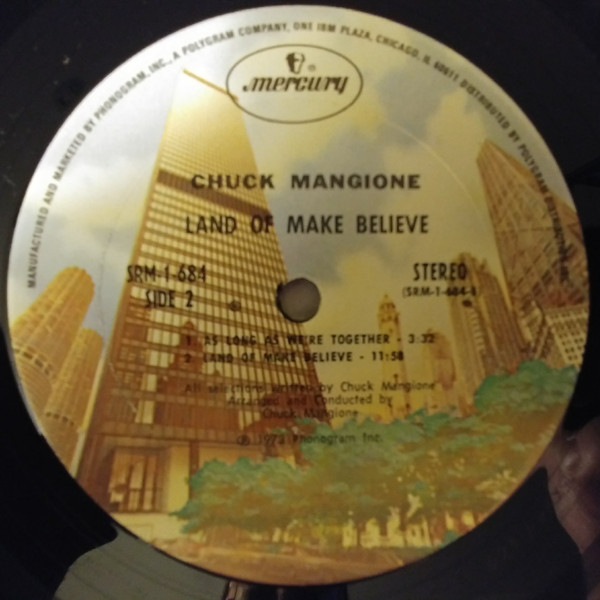 MANUFACTURED AND MARKETED BY PHONOGRAM, INC., A POLYGRAM COMPANY, ONE IBM PLAZA, CHICAGO, IL 60611. DISTRIBUTED BY POLYGRAM DISTRIBUTION, INC.
mercury ®
CHUCK MANGIONE
LAND OF MAKE BELIEVE
SRM-1-684
SIDE 2
STEREO
1 AS LONG AS WE'RE TOGETHER - 3:32
2 LAND OF MAKE BELIEVE - 11:58
All selections written by Chuck Mangione
Arranged and Conducted by
Chuck Mangione
℗ 1973 Phonogram Inc.